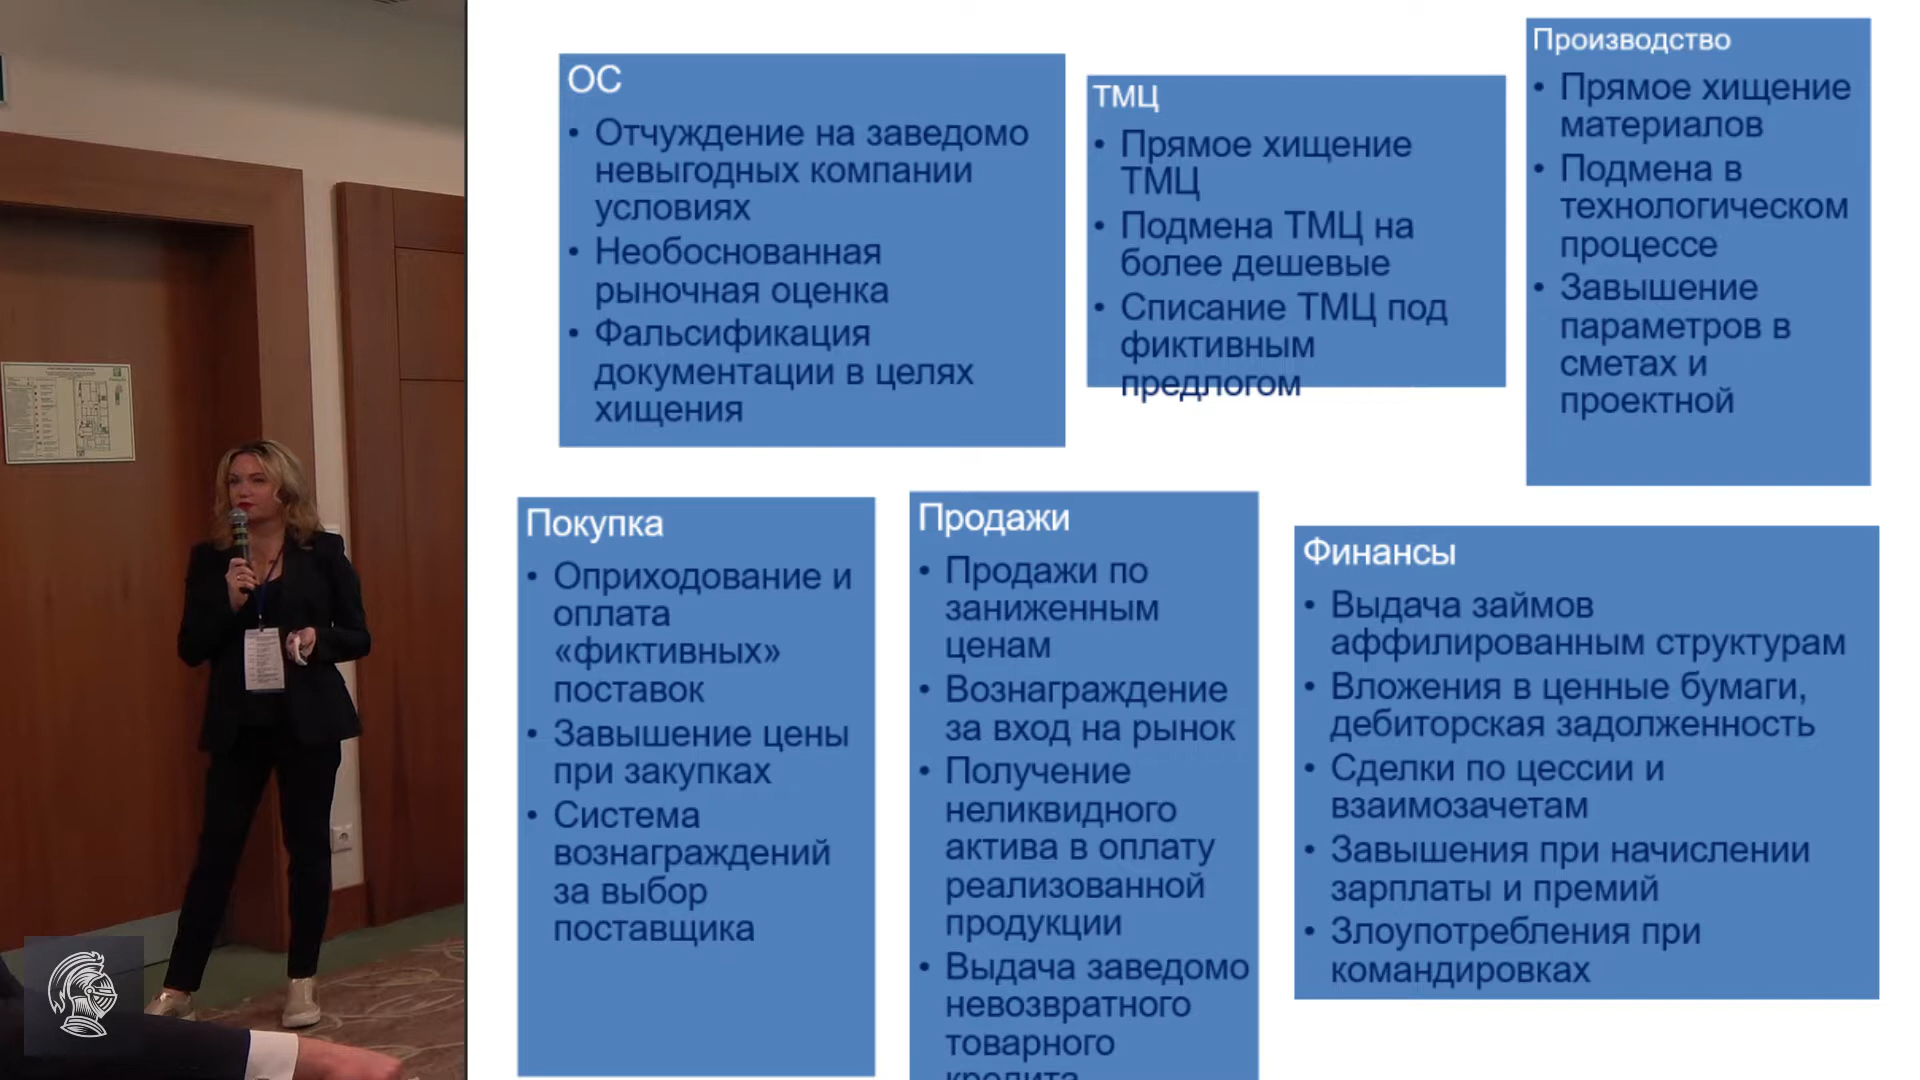 ОС
• Отчуждение на заведомо
невыгодных компании
условиях
• Необоснованная
рыночная оценка
• Фальсификация
документации в целях
хищения
ТМЦ
• Прямое хищение
ТМЦ
• Подмена ТМЦ на
более дешевые
• Списание ТМЦ под
фиктивным
предлогом
Производство
• Прямое хищение
материалов
• Подмена в
технологическом
процессе
• Завышение
параметров в
сметах и
проектной
Покупка
• Оприходование и
оплата
«фиктивных»
поставок
• Завышение цены
при закупках
• Система
вознаграждений
за выбор
поставщика
Продажи
• Продажи по
заниженным
ценам
• Вознаграждение
за вход на рынок
• Получение
неликвидного
актива в оплату
реализованной
продукции
• Выдача заведомо
невозвратного
товарного
кредита
Финансы
• Выдача займов
аффилированным структурам
• Вложения в ценные бумаги,
дебиторская задолженность
• Сделки по цессии и
взаимозачетам
• Завышения при начислении
зарплаты и премий
• Злоупотребления при
командировках